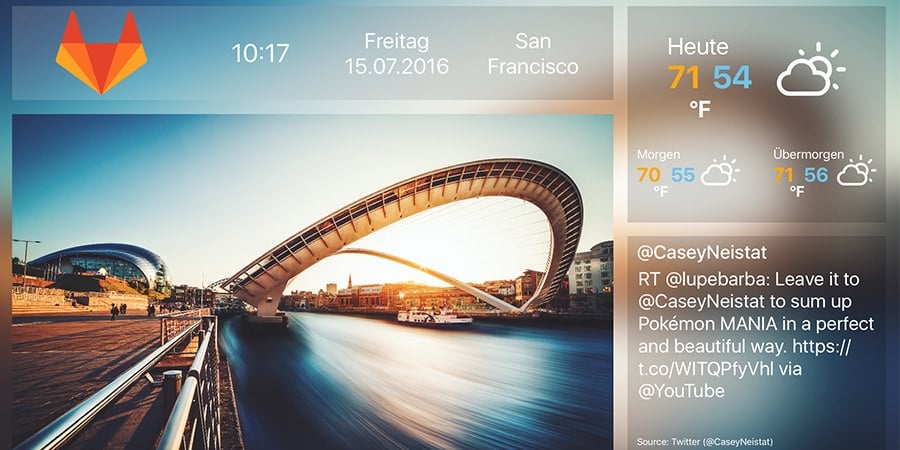 10:17
Freitag
15.07.2016
San
Francisco
Heute
71 54
°F
Morgen
70 55
°F
Übermorgen
71 56
°F
@CaseyNeistat
RT @lupebarba: Leave it to
@CaseyNeistat to sum up
Pokémon MANIA in a perfect
and beautiful way. https://
t.co/WITQPfyVhl via
@YouTube
Source: Twitter (@CaseyNeistat)